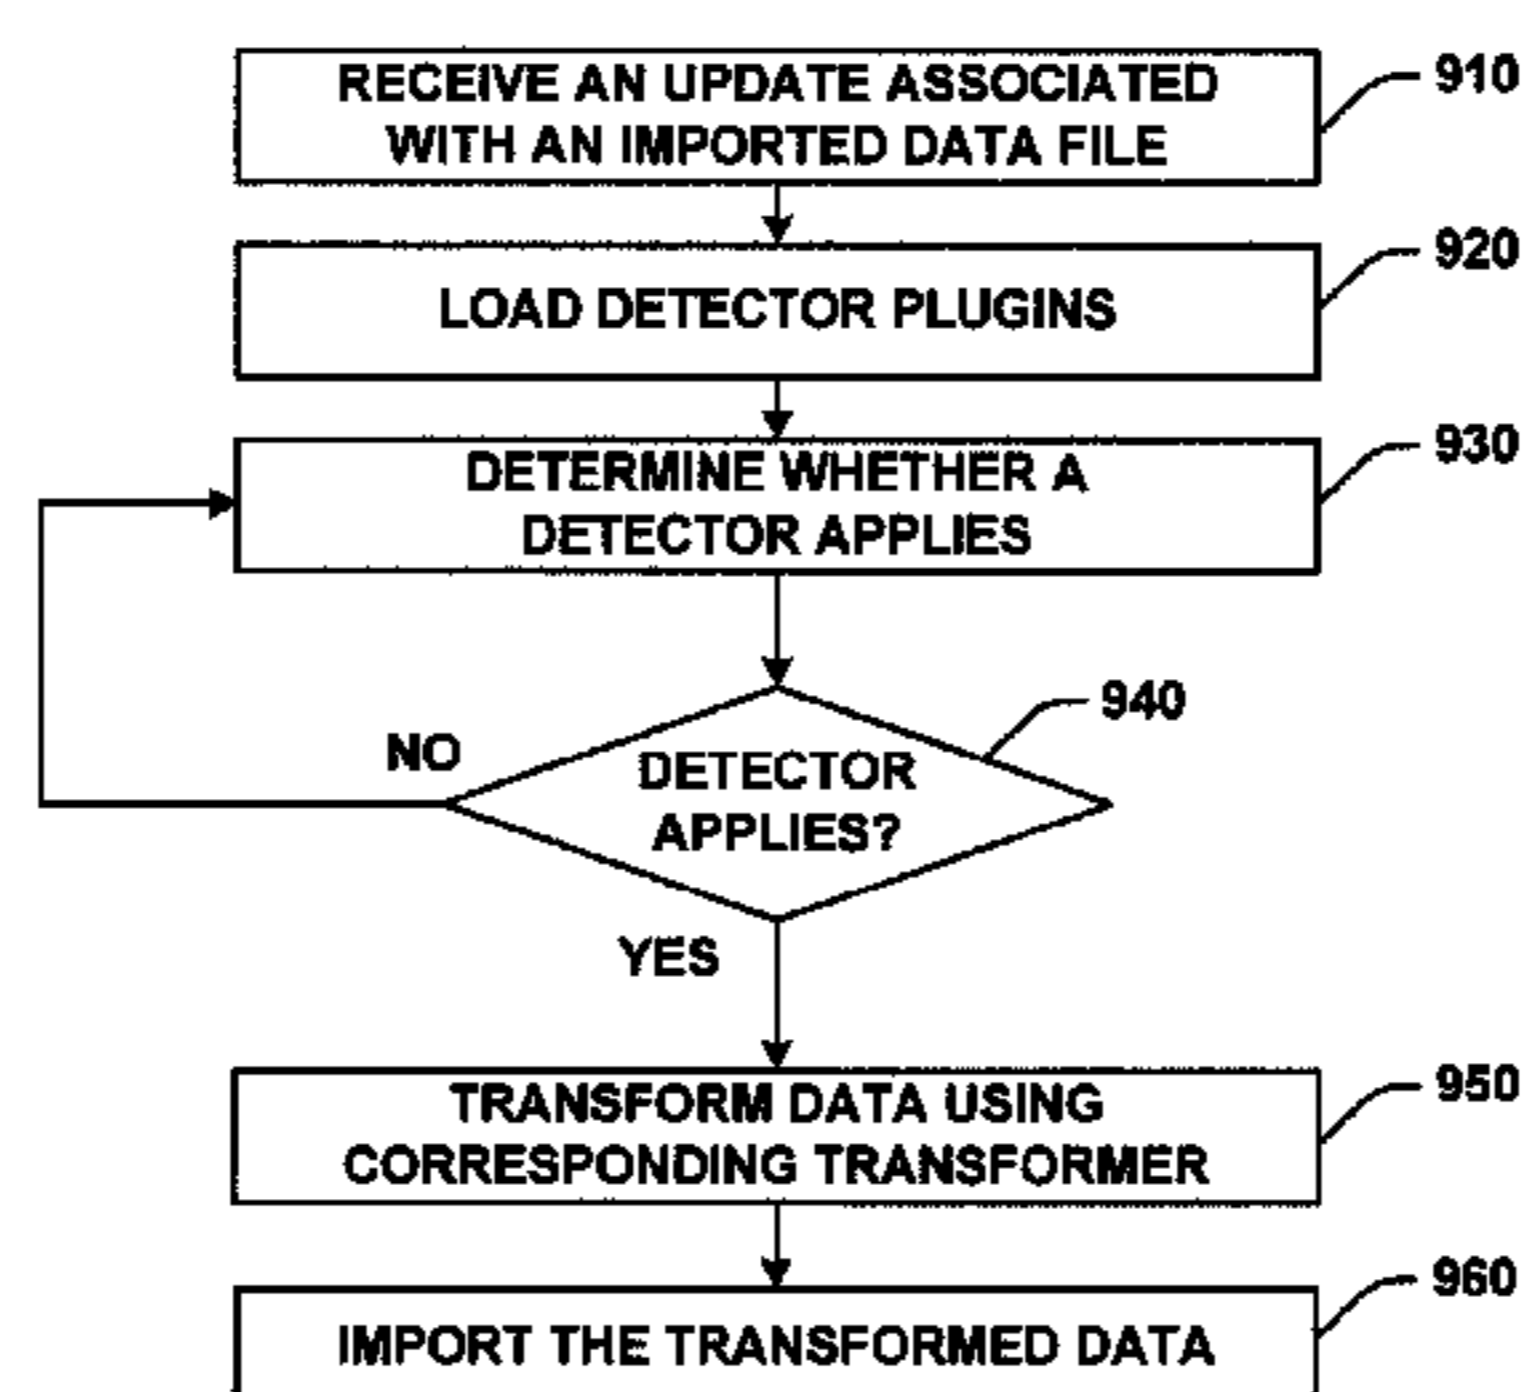 RECEIVE AN UPDATE ASSOCIATED
WITH AN IMPORTED DATA FILE
910
LOAD DETECTOR PLUGINS
920
DETERMINE WHETHER A
DETECTOR APPLIES
930
940
NO
DETECTOR
APPLIES?
YES
TRANSFORM DATA USING
CORRESPONDING TRANSFORMER
950
960
IMPORT THE TRANSFORMED DATA